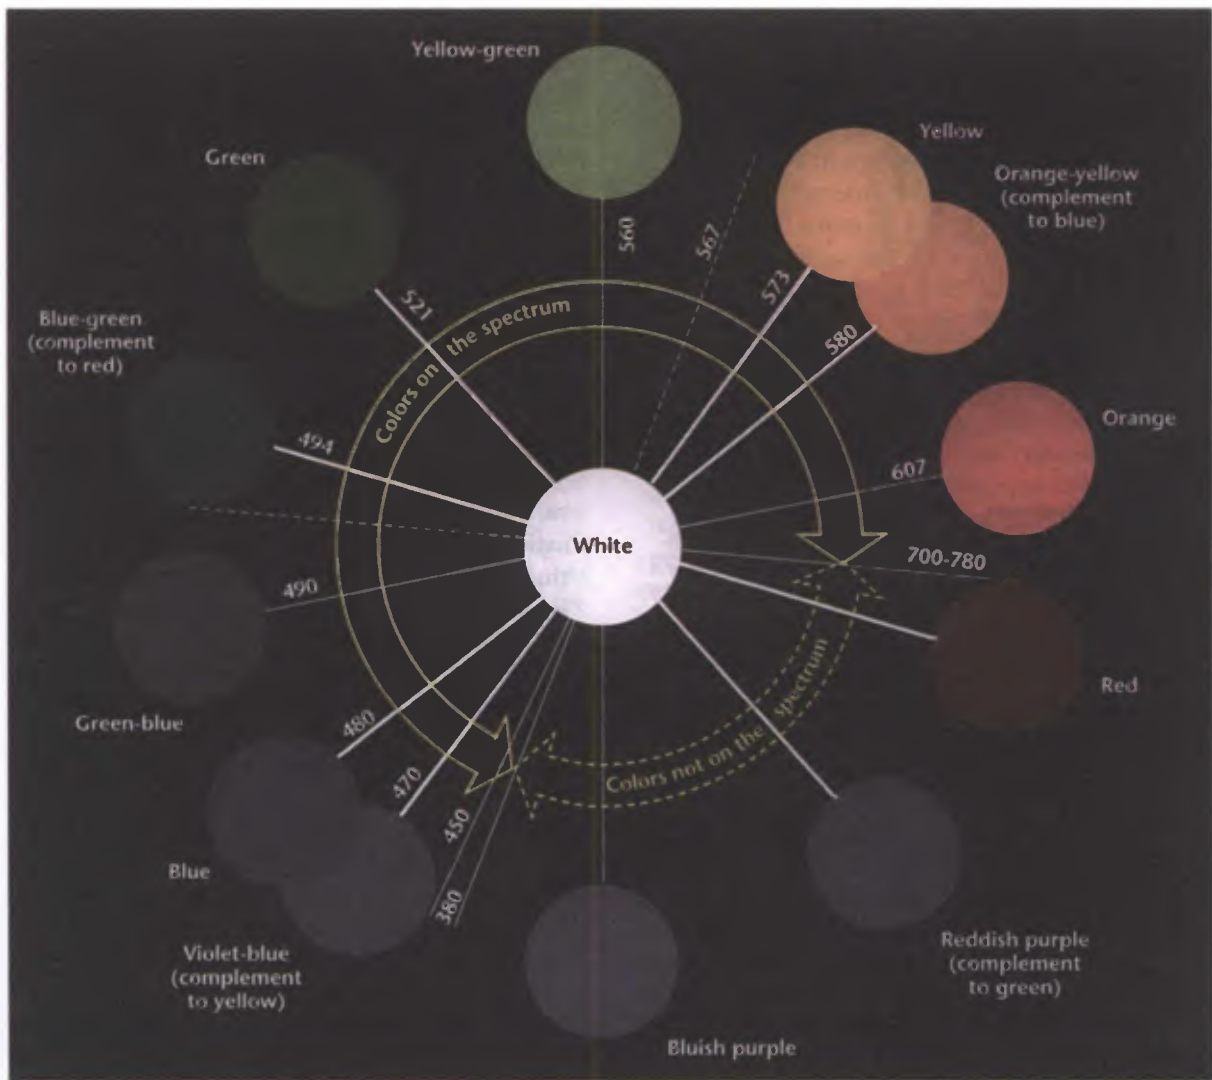 Yellow-green
Yellow
Green
Orange-yellow
(complement
to blue)
560
567
573
521
580
Colors on the spectrum
Blue-green
(complement
to red)
Orange
494
607
White
700-780
490
Colors not on the spectrum
Red
Green-blue
480
470
450
380
Blue
Violet-blue
(complement
to yellow)
Reddish purple
(complement
to green)
Bluish purple